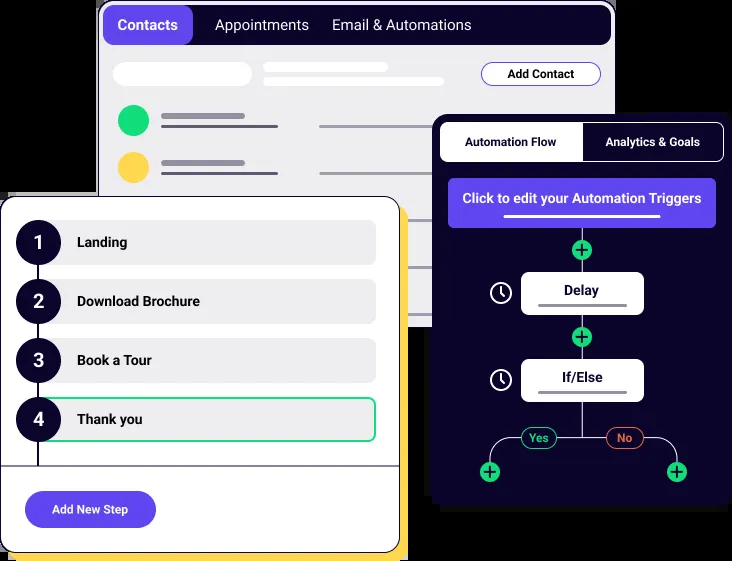 Contacts
Appointments
Email & Automations
Add Contact
Automation Flow
Analytics & Goals
Click to edit your Automation Triggers
Delay
If/Else
Yes
No
1
Landing
2
Download Brochure
3
Book a Tour
4
Thank you
Add New Step